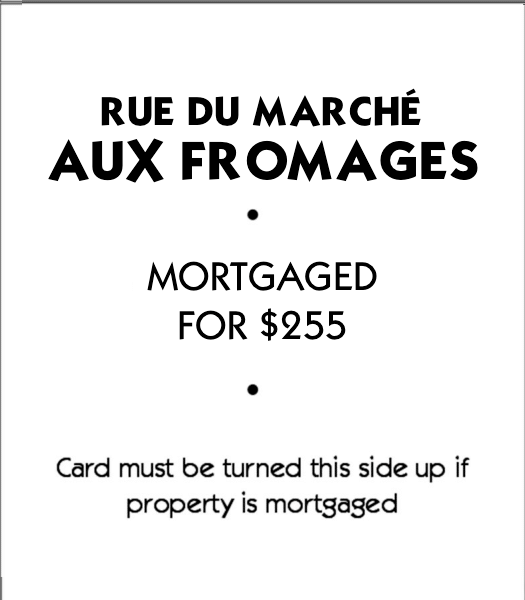 RUE DU MARCHÉ
AUX FROMAGES
•
MORTGAGED
FOR $255
•
Card must be turned this side up if
property is mortgaged